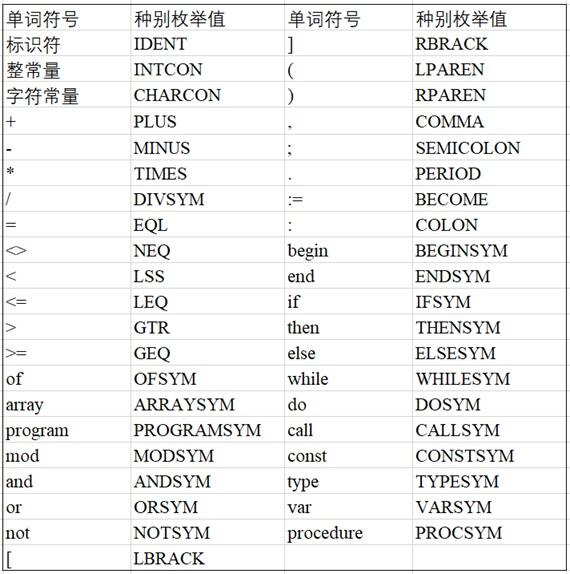 单词符号 种别枚举值 单词符号 种别枚举值
标识符 IDENT ] RBRACK
整常量 INTCON ( LPAREN
字符常量 CHARCON ) RPAREN
+ PLUS , COMMA
- MINUS ; SEMICOLON
* TIMES . PERIOD
/ DIVSYM := BECOME
= EQL : COLON
<> NEQ begin BEGINSYM
< LSS end ENDSYM
<= LEQ if IFSYM
> GTR then THENSYM
>= GEQ else ELSESYM
of OFSYM while WHILESYM
array ARRAYSYM do DOSYM
program PROGRAMSYM call CALLSYM
mod MODSYM const CONSTSYM
and ANDSYM type TYPESYM
or ORSYM var VARSYM
not NOTSYM procedure PROCSYM
[ LBRACK